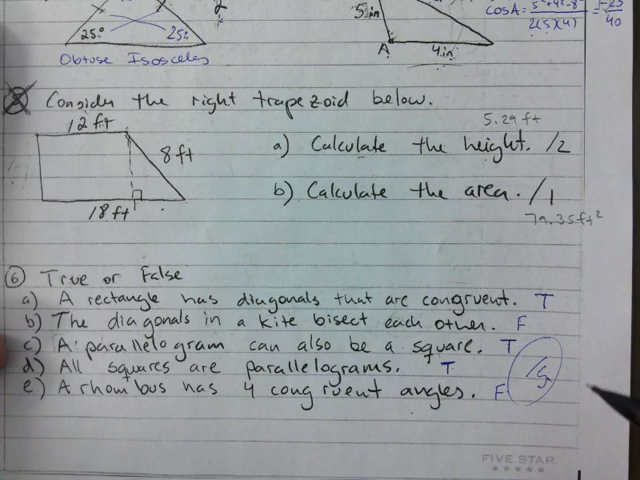 5 in
cos A = 5²+4²-8
2(5)(4)
= -23
40
25° 25°
A 4 in
Obtuse Isosceles
Consider the right trapezoid below.
12 ft
5.29 ft
a) Calculate the height. /2
8 ft
b) Calculate the area. /1
18 ft
79.35 ft²
6 True or False
a) A rectangle has diagonals that are congruent. T
b) The diagonals in a kite bisect each other. F
c) A parallelogram can also be a square. T
d) All squares are parallelograms. T
e) A rhombus has 4 congruent angles. F
/5
FIVE STAR